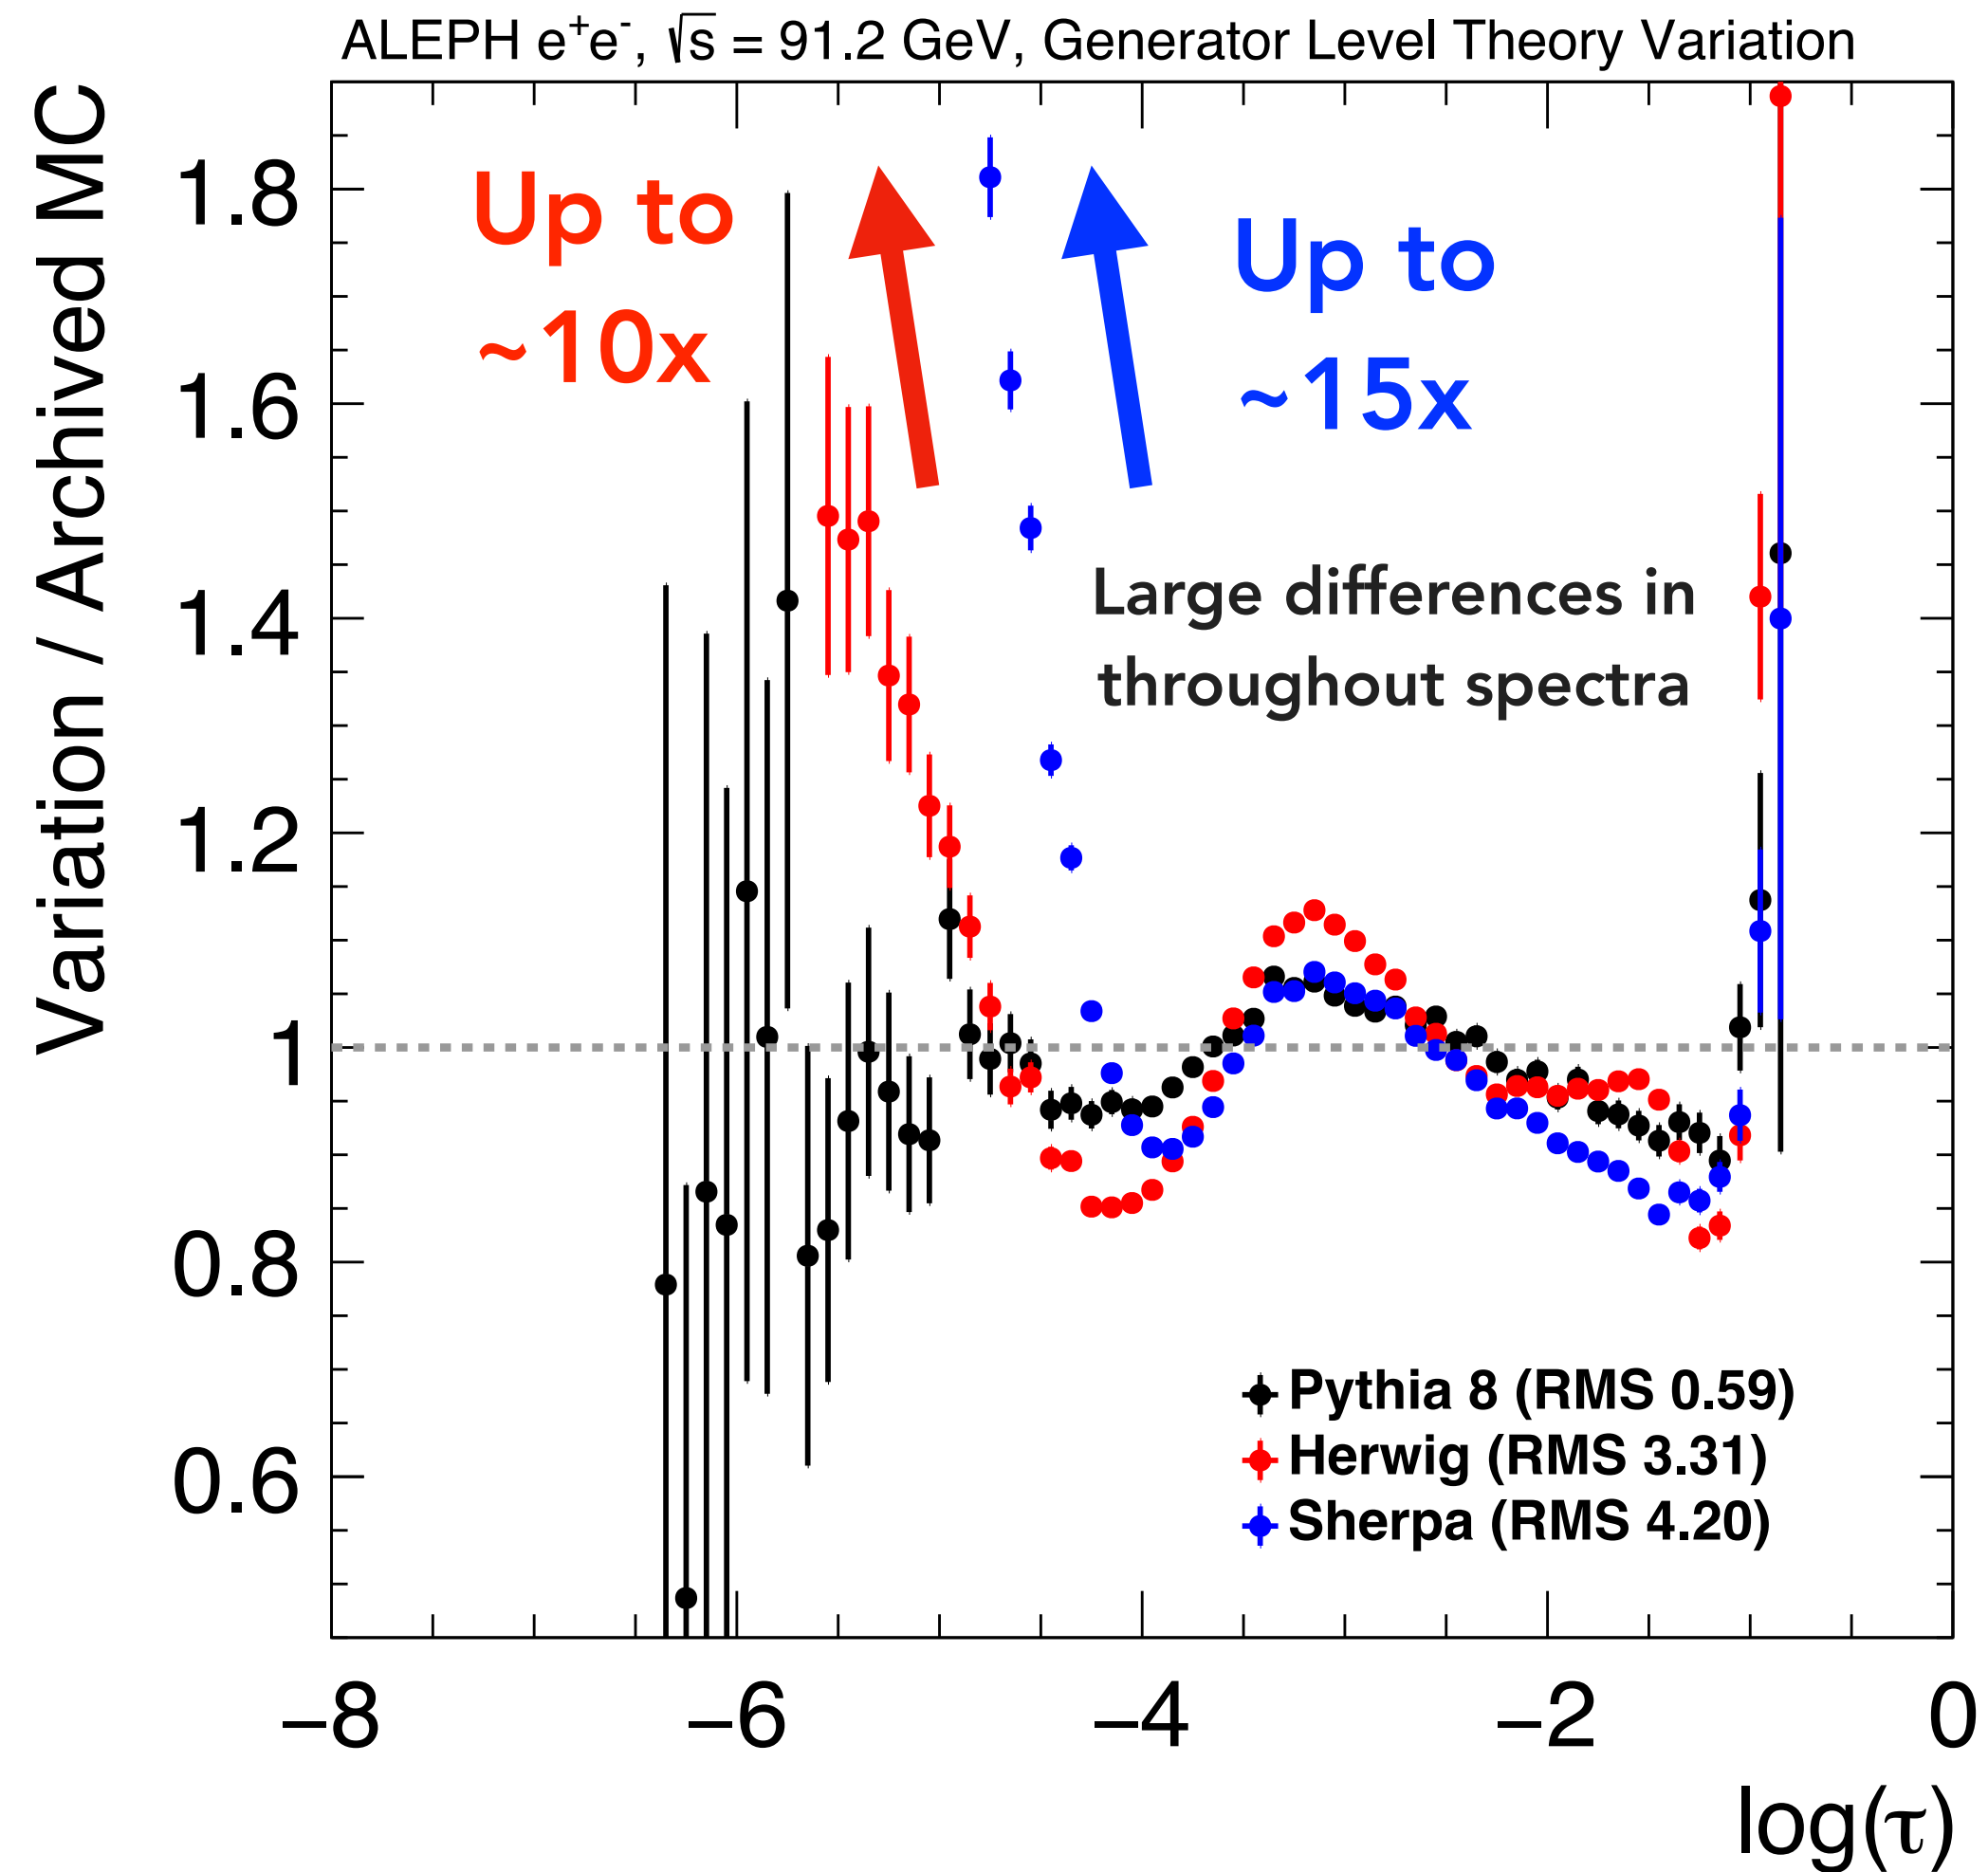 ALEPH e⁺e⁻, √s = 91.2 GeV, Generator Level Theory Variation
Variation / Archived MC
1.8
1.6
1.4
1.2
1
0.8
0.6
Up to
~10x
Up to
~15x
Large differences in
throughout spectra
Pythia 8 (RMS 0.59)
Herwig (RMS 3.31)
Sherpa (RMS 4.20)
−8 −6 −4 −2 0
log(τ)